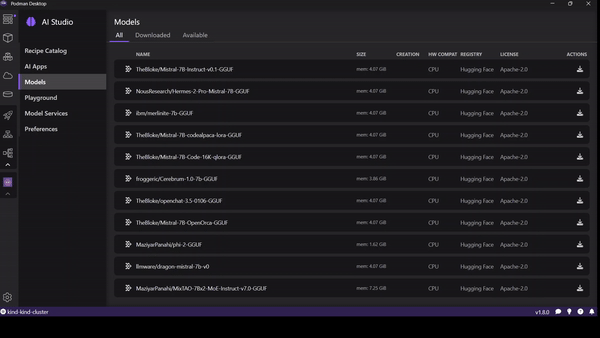 Podman Desktop
AI Studio
Recipe Catalog
AI Apps
Models
Playground
Model Services
Preferences
Models
All Downloaded Available
NAME SIZE CREATION HW COMPAT REGISTRY LICENSE ACTIONS
TheBloke/Mistral-7B-Instruct-v0.1-GGUF mem: 4.07 GiB CPU Hugging Face Apache-2.0
NousResearch/Hermes-2-Pro-Mistral-7B-GGUF mem: 4.07 GiB CPU Hugging Face Apache-2.0
ibm/merlinite-7b-GGUF mem: 4.07 GiB CPU Hugging Face Apache-2.0
TheBloke/Mistral-7B-codealpaca-lora-GGUF mem: 4.07 GiB CPU Hugging Face Apache-2.0
TheBloke/Mistral-7B-Code-16K-qlora-GGUF mem: 4.07 GiB CPU Hugging Face Apache-2.0
froggeric/Cerebrum-1.0-7b-GGUF mem: 3.86 GiB CPU Hugging Face Apache-2.0
TheBloke/openchat-3.5-0106-GGUF mem: 4.07 GiB CPU Hugging Face Apache-2.0
TheBloke/Mistral-7B-OpenOrca-GGUF mem: 4.07 GiB CPU Hugging Face Apache-2.0
MaziyarPanahi/phi-2-GGUF mem: 1.62 GiB CPU Hugging Face Apache-2.0
llmware/dragon-mistral-7b-v0 mem: 4.07 GiB CPU Hugging Face Apache-2.0
MaziyarPanahi/MixTAO-7Bx2-MoE-Instruct-v7.0-GGUF mem: 7.25 GiB CPU Hugging Face Apache-2.0
kind-kind-cluster v1.8.0